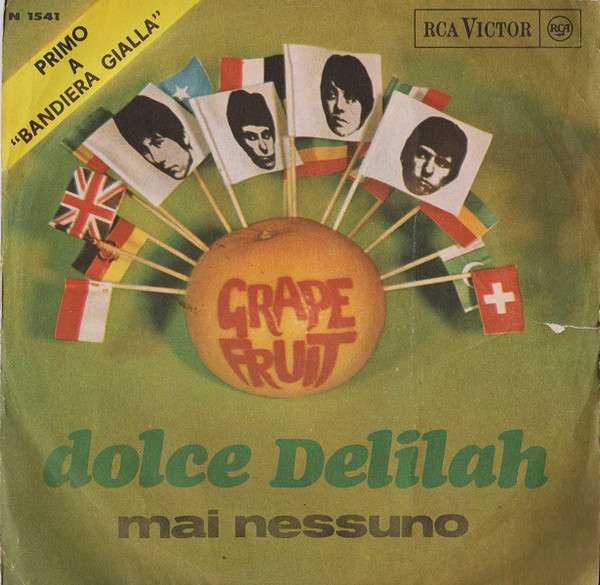 N 1541
PRIMO
A
"BANDIERA GIALLA"
RCA VICTOR
RCA
GRAPE
FRUIT
dolce Delilah
mai nessuno